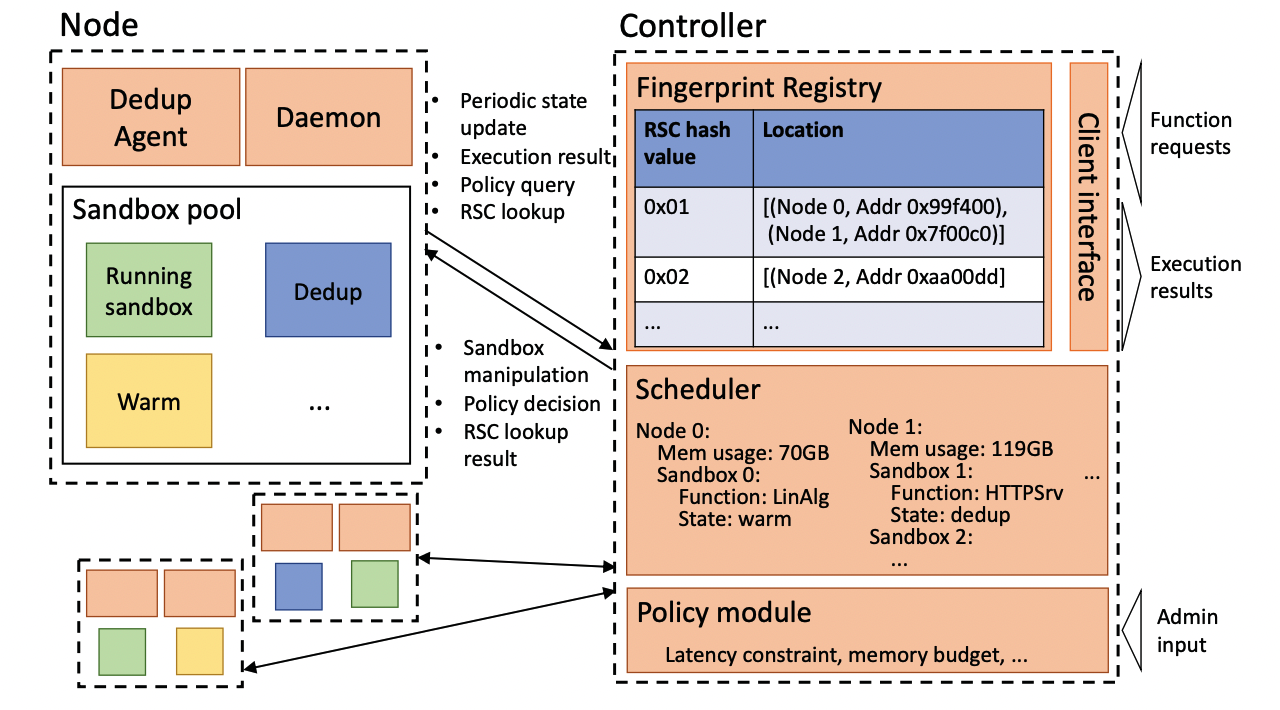 Node
Dedup
Agent
Daemon
Sandbox pool
Running
sandbox
Dedup
Warm
...
• Periodic state
update
• Execution result
• Policy query
• RSC lookup
• Sandbox
manipulation
• Policy decision
• RSC lookup
result
Controller
Fingerprint Registry
RSC hash
value
Location
0x01
[(Node 0, Addr 0x99f400),
(Node 1, Addr 0x7f00c0)]
0x02
[(Node 2, Addr 0xaa00dd]
...
...
Client interface
Function
requests
Execution
results
Scheduler
Node 0:
Mem usage: 70GB
Sandbox 0:
Function: LinAlg
State: warm
Node 1:
Mem usage: 119GB
Sandbox 1:
Function: HTTPSrv
State: dedup
Sandbox 2:
...
...
Policy module
Latency constraint, memory budget, ...
Admin
input